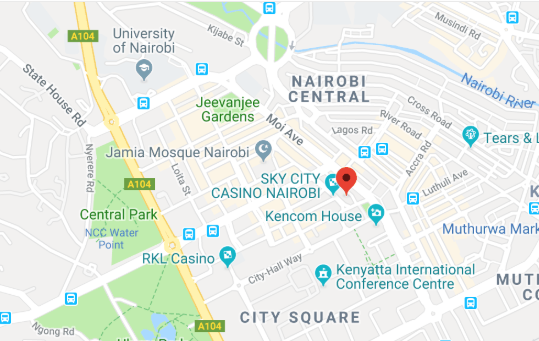 Musindi Rd
A104
University
of Nairobi
Kijabe St
State House Rd
NAIROBI
CENTRAL
Nairobi River
Jeevanjee
Gardens
Moi Ave
Cross Road
River Road
Lagos Rd
Tears & L
Jamia Mosque Nairobi
Accra Rd
Nyerere Rd
Loita St
SKY CITY
CASINO NAIROBI
A104
Luthuli Ave
K
Central Park
Kencom House
NCC Water
Point
Muthurwa Mark
RKL Casino
City-Hall Way
Kenyatta International
Conference Centre
MUTH
CO
CITY SQUARE
A104
Ngong Rd